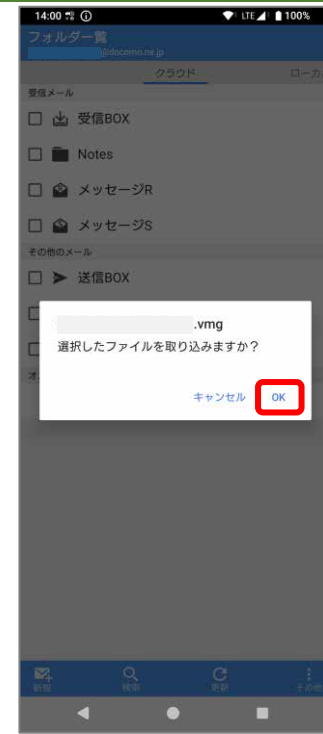 14:00
LTE
100%
フォルダ一覧
@docomo.ne.jp
クラウド
ローカ
受信メール
受信BOX
Notes
メッセージR
メッセージS
その他のメール
送信BOX
.vmg
選択したファイルを取り込みますか？
キャンセル
OK
新規
検索
更新
その他